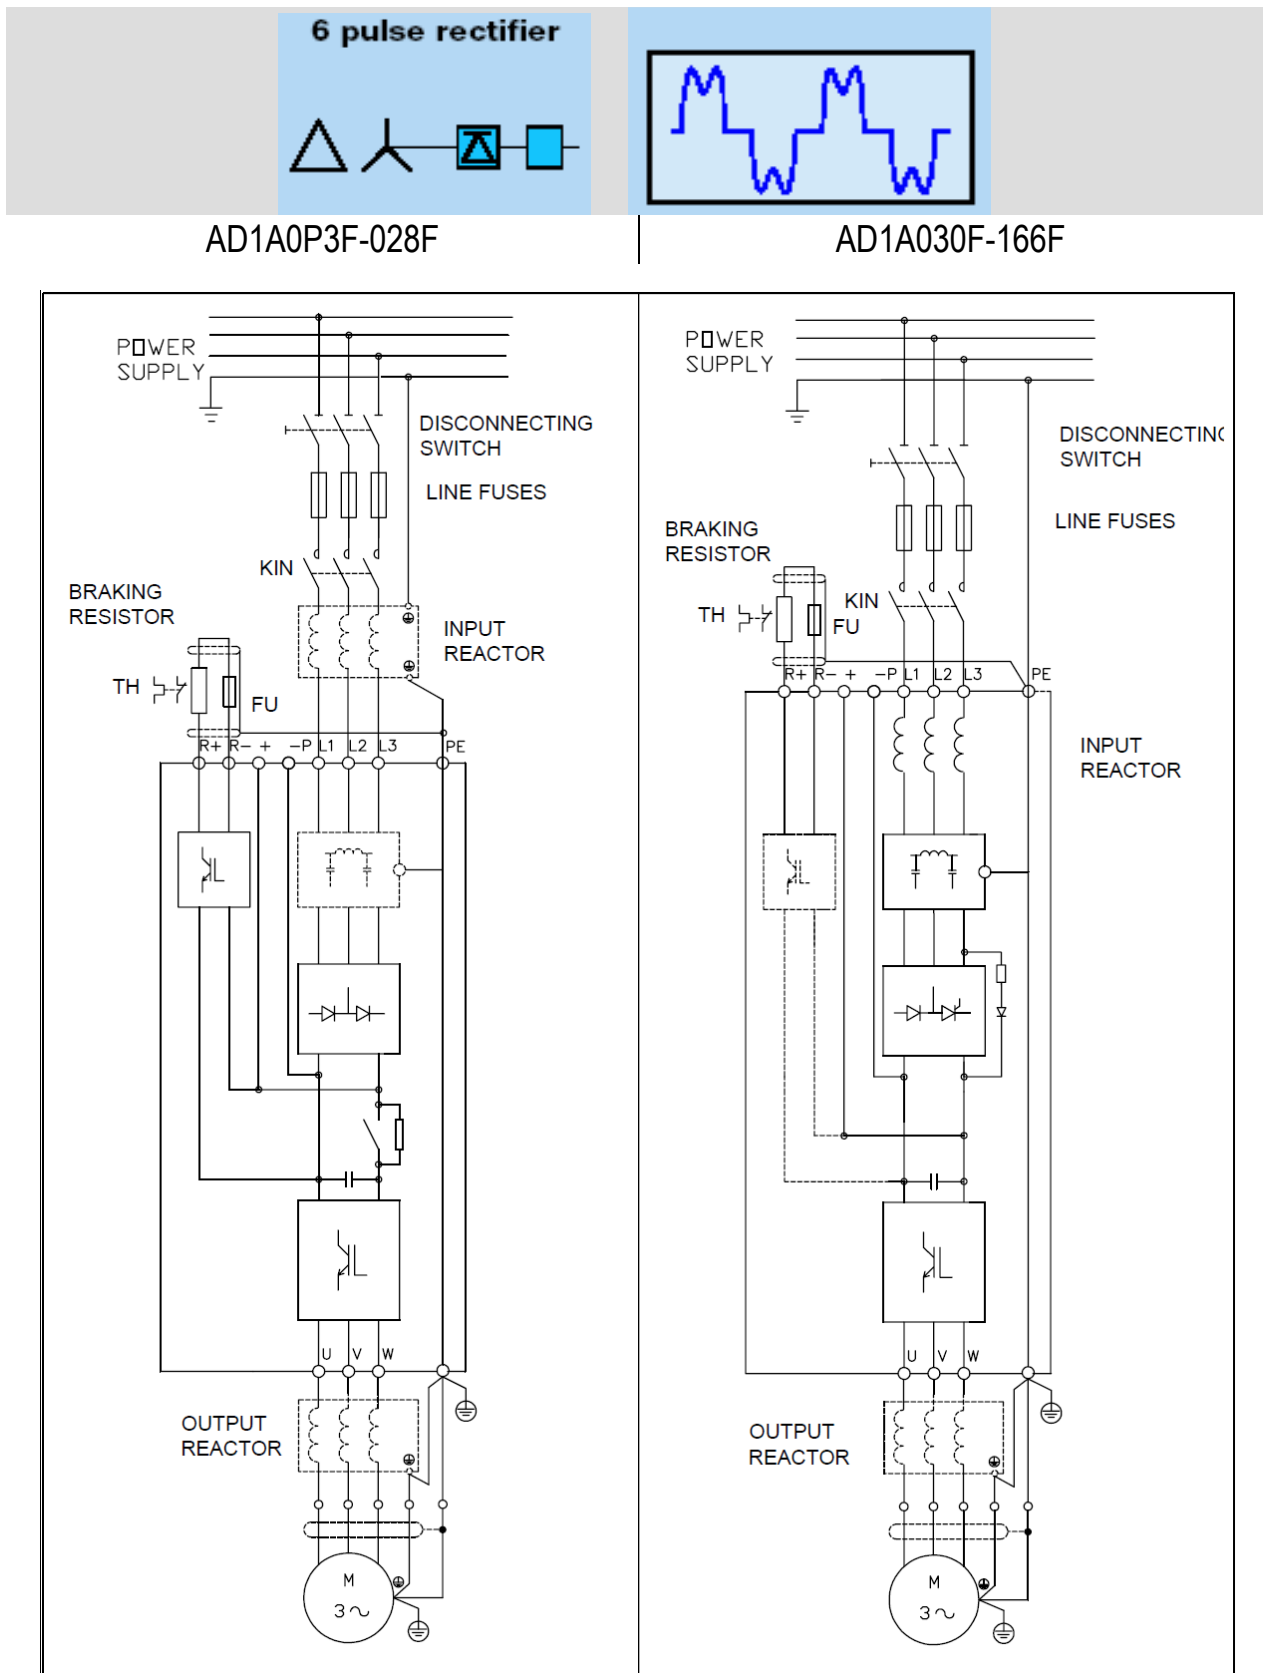 6 pulse rectifier
AD1A0P3F-028F
AD1A030F-166F
POWER
SUPPLY
DISCONNECTING
SWITCH
LINE FUSES
KIN
BRAKING
RESISTOR
INPUT
REACTOR
TH
FU
R+ R- + -P L1 L2 L3 PE
U V W
OUTPUT
REACTOR
M
3~
POWER
SUPPLY
DISCONNECTIN
SWITCH
LINE FUSES
BRAKING
RESISTOR
KIN
TH
FU
R+ R- + -P L1 L2 L3 PE
INPUT
REACTOR
U V W
OUTPUT
REACTOR
M
3~